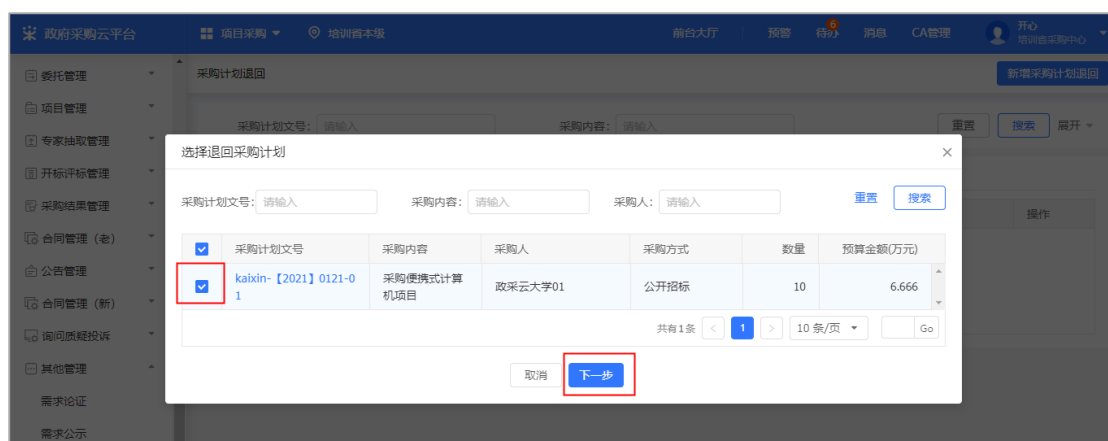 政府采购云平台 项目采购 培训省本级 前台大厅 预警 待办 6 消息 CA管理 开心
培训省采购中心
委托管理
项目管理
专家抽取管理
开标评标管理
采购结果管理
合同管理（老）
公告管理
合同管理（新）
询问质疑投诉
其他管理
需求论证
需求公示
采购计划退回 新增采购计划退回
采购计划文号： 请输入 采购内容： 请输入 重置 搜索 展开
操作
选择退回采购计划
采购计划文号： 请输入 采购内容： 请输入 采购人： 请输入 重置 搜索
采购计划文号 采购内容 采购人 采购方式 数量 预算金额(万元)
kaixin-【2021】0121-0
1
采购便携式计算
机项目
政采云大学01 公开招标 10 6.666
共有1条 < 1 > 10 条/页 Go
取消 下一步